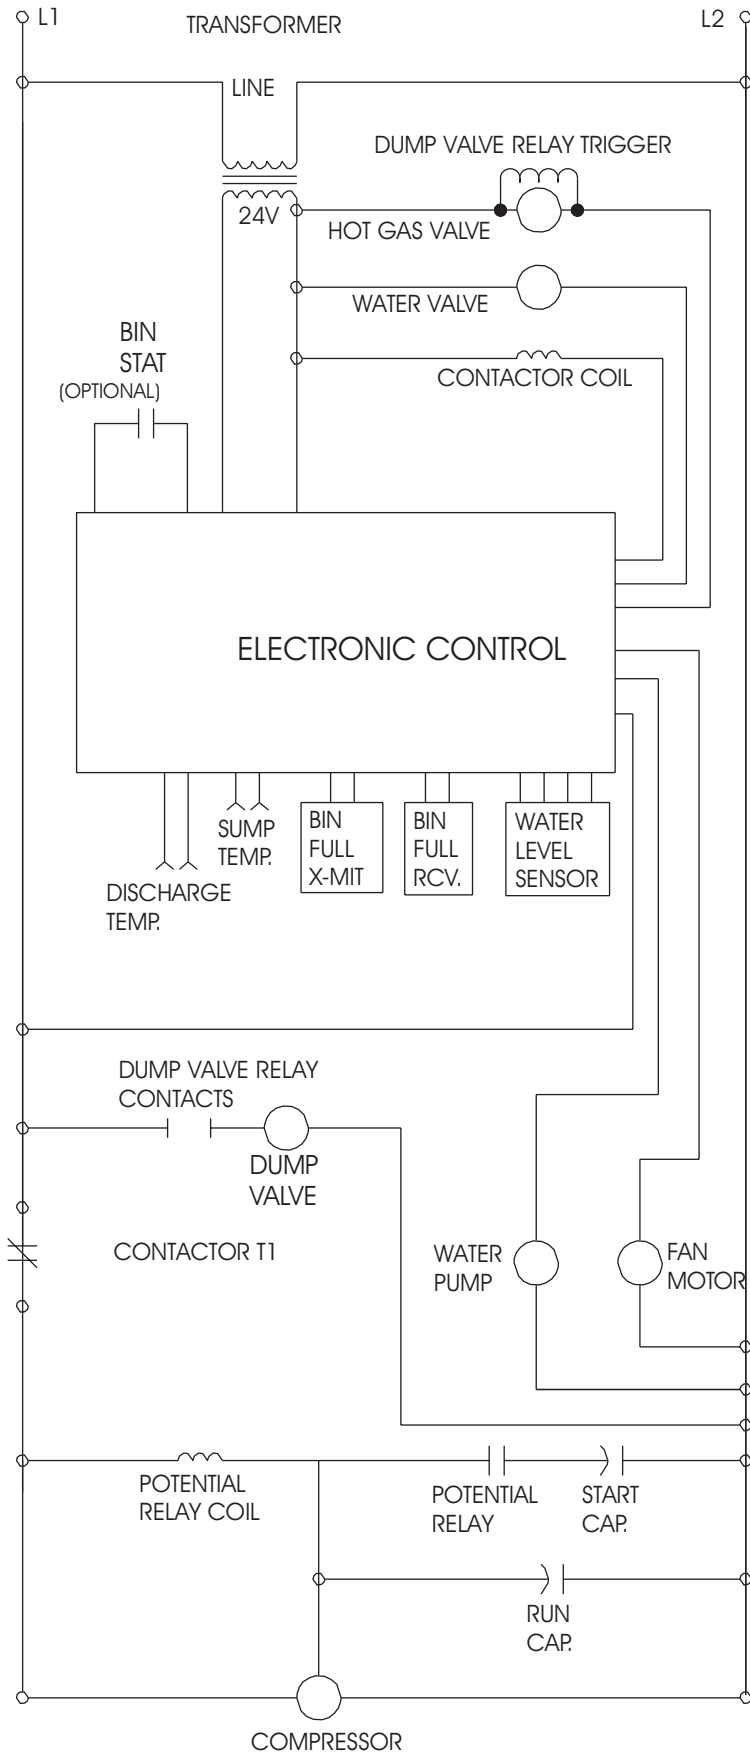 L1
TRANSFORMER
L2
LINE
DUMP VALVE RELAY TRIGGER
24V
HOT GAS VALVE
WATER VALVE
BIN
STAT
(OPTIONAL)
CONTACTOR COIL
ELECTRONIC CONTROL
DISCHARGE
TEMP.
SUMP
TEMP.
BIN
FULL
X-MIT
BIN
FULL
RCV.
WATER
LEVEL
SENSOR
DUMP VALVE RELAY
CONTACTS
DUMP
VALVE
CONTACTOR T1
WATER
PUMP
FAN
MOTOR
POTENTIAL
RELAY COIL
POTENTIAL
RELAY
START
CAP.
RUN
CAP.
COMPRESSOR